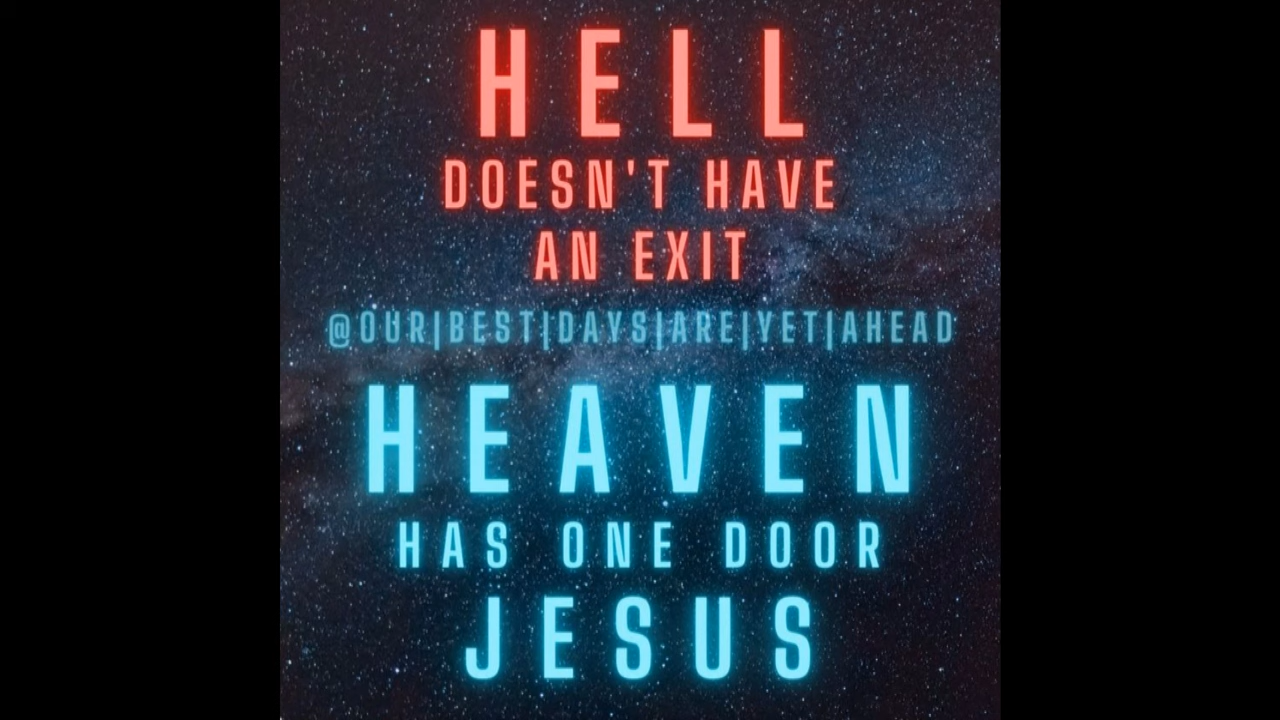 HELL
DOESN'T HAVE
AN EXIT
@OUR|BEST|DAYS|ARE|YET|AHEAD
HEAVEN
HAS ONE DOOR
JESUS